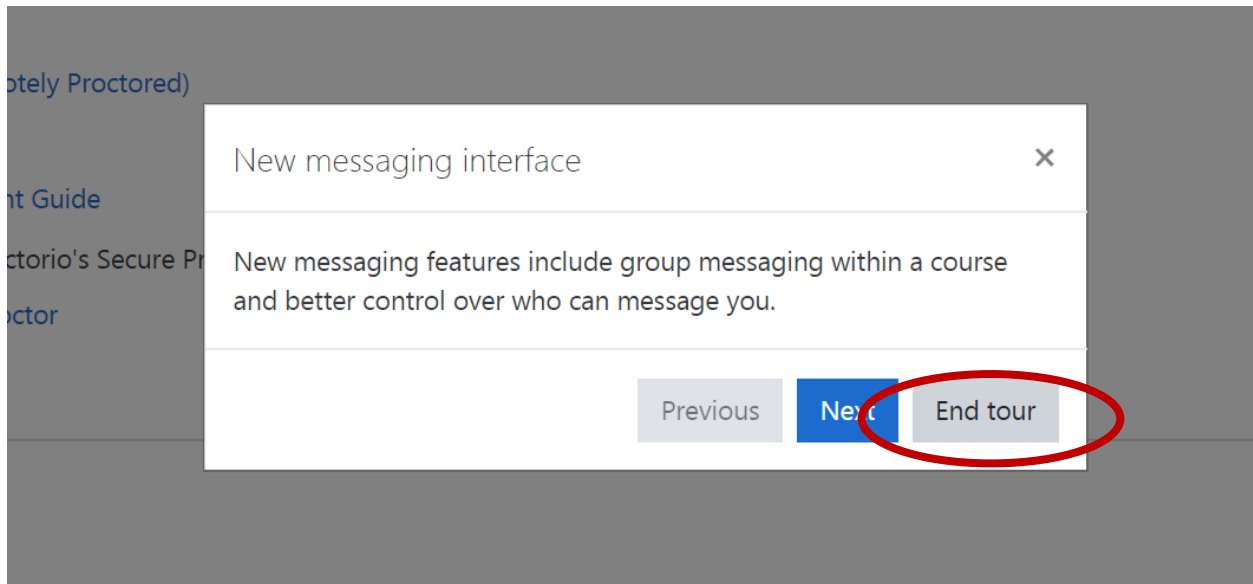 otely Proctored)
New messaging interface
nt Guide
ctorio's Secure Pr
New messaging features include group messaging within a course
and better control over who can message you.
octor
Previous Next End tour